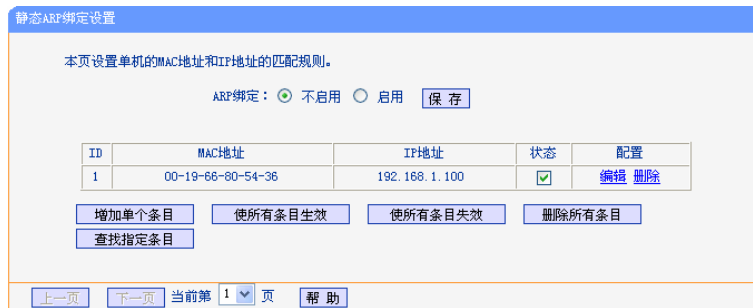 静态ARP绑定设置
本页设置单机的MAC地址和IP地址的匹配规则。
ARP绑定： 不启用 启用 保 存
ID MAC地址 IP地址 状态 配置
1 00-19-66-80-54-36 192.168.1.100 编辑 删除
增加单个条目 使所有条目生效 使所有条目失效 删除所有条目
查找指定条目
上一页 下一页 当前第 1 页 帮 助